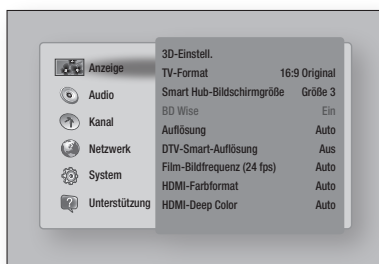 Anzeige
Audio
Kanal
Netzwerk
System
Unterstützung
3D-Einstell.
TV-Format 16:9 Original
Smart Hub-Bildschirmgröße Größe 3
BD Wise Ein
Auflösung Auto
DTV-Smart-Auflösung Aus
Film-Bildfrequenz (24 fps) Auto
HDMI-Farbformat Auto
HDMI-Deep Color Auto